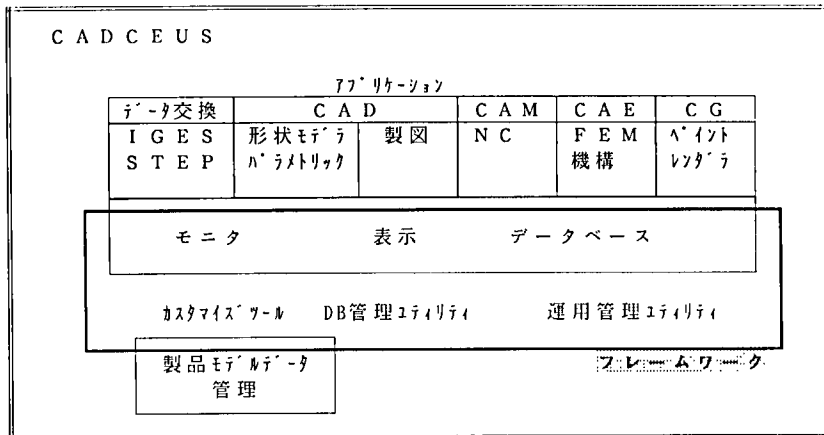 CADCEUS
ｱﾌﾟﾘｹｰｼｮﾝ
ﾃﾞｰﾀ交換 CAD CAM CAE CG
IGES 形状ﾓﾃﾞﾗ 製図 NC FEM ﾍﾟｲﾝﾄ
STEP ﾊﾟﾗﾒﾄﾘｯｸ 機構 ﾚﾝﾀﾞﾗ
モニタ 表示 データベース
ｶｽﾀﾏｲｽﾞﾂｰﾙ DB管理ﾕﾃｨﾘﾃｨ 運用管理ﾕﾃｨﾘﾃｨ
製品ﾓﾃﾞﾙﾃﾞｰﾀ フレームワーク
管理